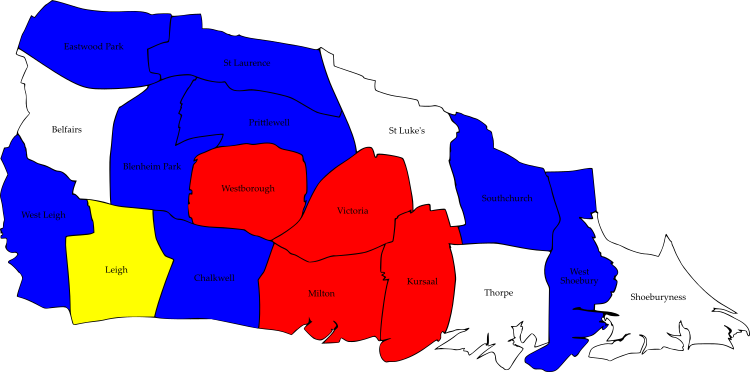 Eastwood Park
St Laurence
Belfairs
Prittlewell
St Luke's
Blenheim Park
Westborough
Southchurch
West Leigh
Victoria
Leigh
Chalkwell
Milton
Kursaal
Thorpe
West
Shoebury
Shoeburyness